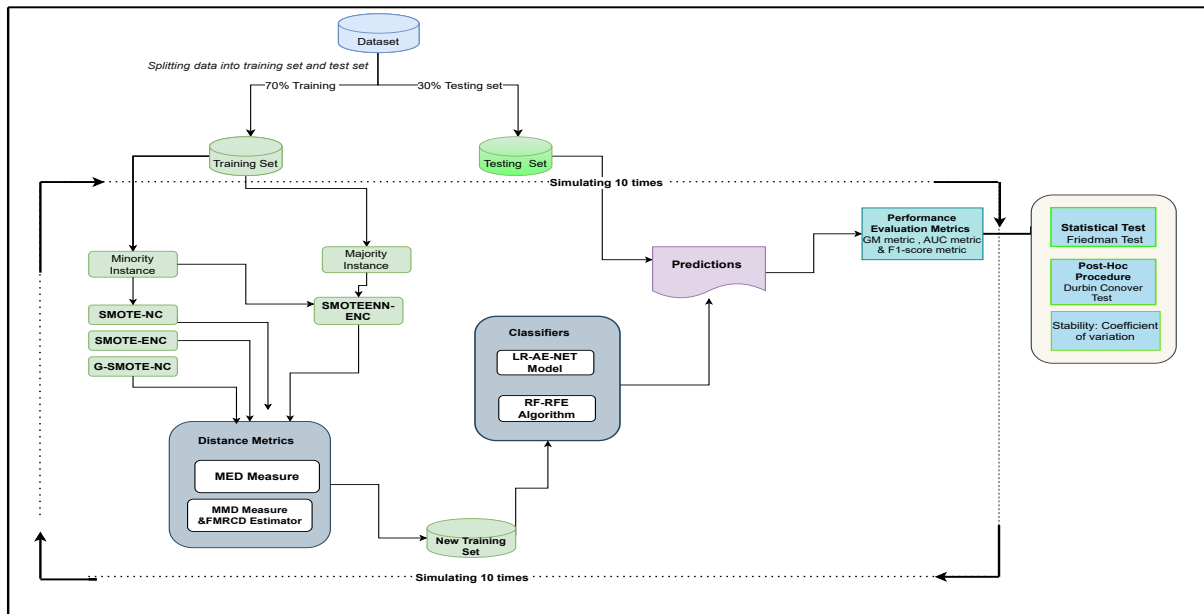 Dataset
Splitting data into training set and test set
70% Training
30% Testing set
Training Set
Testing Set
Simulating 10 times
Minority
Instance
Majority
Instance
SMOTE-NC
SMOTE-ENC
G-SMOTE-NC
SMOTEENN-
ENC
Distance Metrics
MED Measure
MMD Measure
&FMRCD Estimator
New Training
Set
Classifiers
LR-AE-NET
Model
RF-RFE
Algorithm
Predictions
Performance
Evaluation Metrics
GM metric , AUC metric
& F1-score metric
Statistical Test
Friedman Test
Post-Hoc
Procedure
Durbin Conover
Test
Stability: Coefficient
of variation
Simulating 10 times